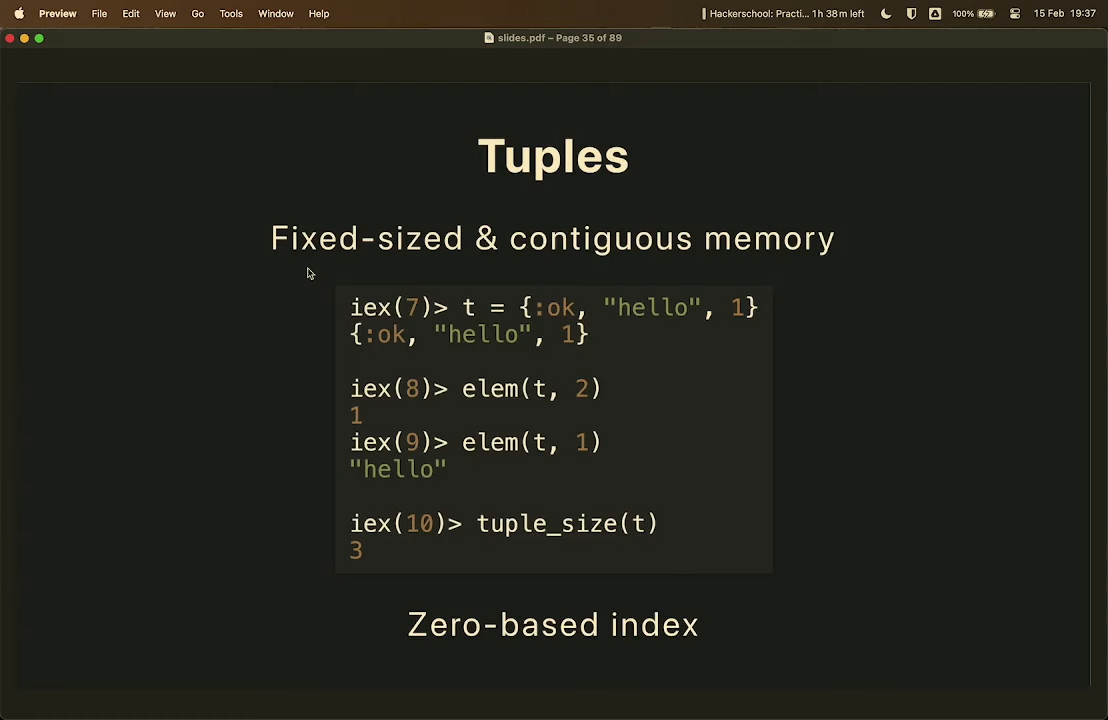 Preview File Edit View Go Tools Window Help Hackerschool: Practi... 1h 38m left 100% 15 Feb 19:37
slides.pdf – Page 35 of 89
Tuples
Fixed-sized & contiguous memory
iex(7)> t = {:ok, "hello", 1}
{:ok, "hello", 1}
iex(8)> elem(t, 2)
1
iex(9)> elem(t, 1)
"hello"
iex(10)> tuple_size(t)
3
Zero-based index